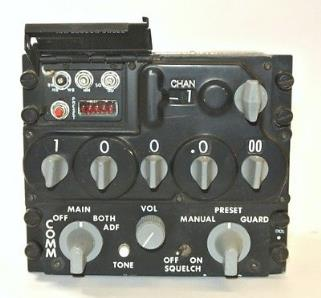 CHAN
1
1 0 0 .0 00
MAIN VOL PRESET
OFF BOTH MANUAL GUARD
ADF
COMM
TONE OFF ON
SQUELCH